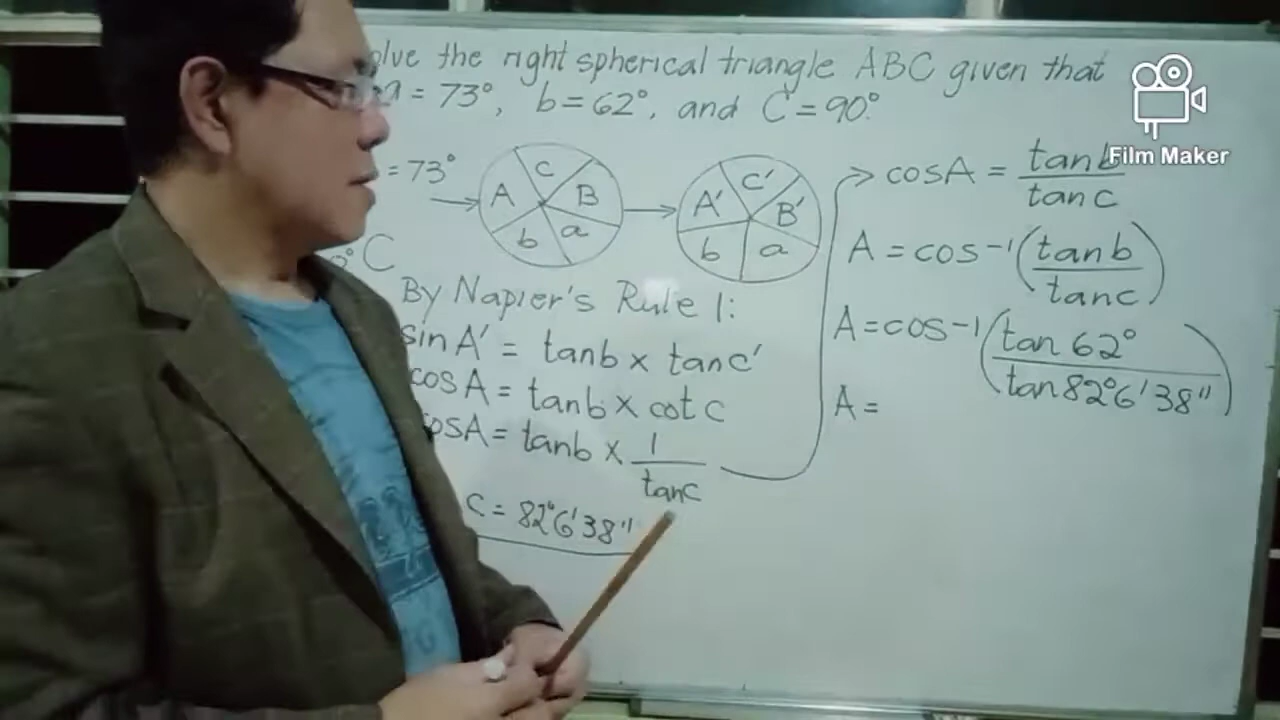 olve the right spherical triangle ABC given that
a = 73°, b = 62°, and C = 90°.
= 73°
A c B b a
A' c' B' b a
C
By Napier's Rule 1:
sin A' = tan b x tan c'
cos A = tan b x cot c
cos A = tan b x 1/tan c
c = 82°6'38"
cos A = tan b/tan c
A = cos-1(tan b/tan c)
A = cos-1(tan 62°/tan 82°6'38")
A =
Film Maker